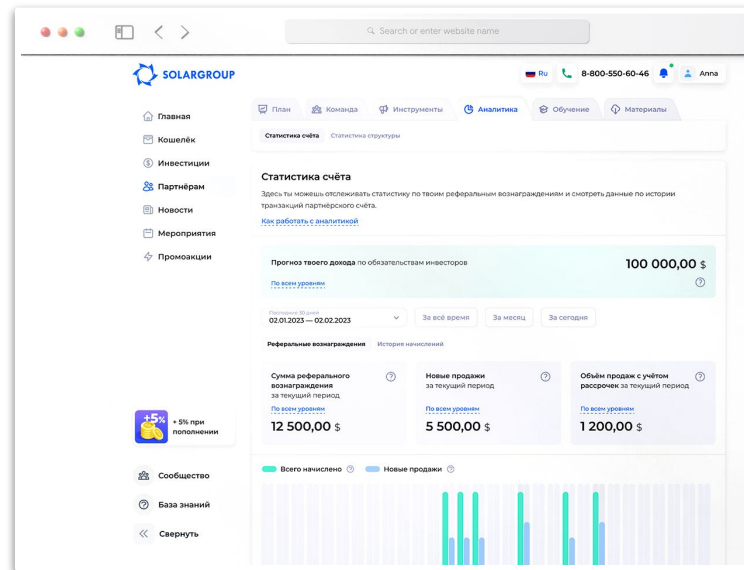 Search or enter website name
SOLARGROUP
Ru
8-800-550-60-46
Anna
Главная
Кошелёк
Инвестиции
Партнёрам
Новости
Мероприятия
Промоакции
План
Команда
Инструменты
Аналитика
Обучение
Материалы
Статистика счёта
Статистика структуры
Статистика счёта
Здесь ты можешь отслеживать статистику по твоим реферальным вознаграждениям и смотреть данные по истории
транзакций партнёрского счёта.
Как работать с аналитикой
Прогноз твоего дохода по обязательствам инвесторов
100 000,00 $
По всем уровням
Последние 30 дней
02.01.2023 — 02.02.2023
За всё время
За месяц
За сегодня
Реферальные вознаграждения
История начислений
Сумма реферального
вознаграждения
за текущий период
По всем уровням
12 500,00 $
Новые продажи
за текущий период
По всем уровням
5 500,00 $
Объём продаж с учётом
рассрочек за текущий период
По всем уровням
1 200,00 $
+5%
+ 5% при
пополнении
Всего начислено
Новые продажи
Сообщество
База знаний
Свернуть